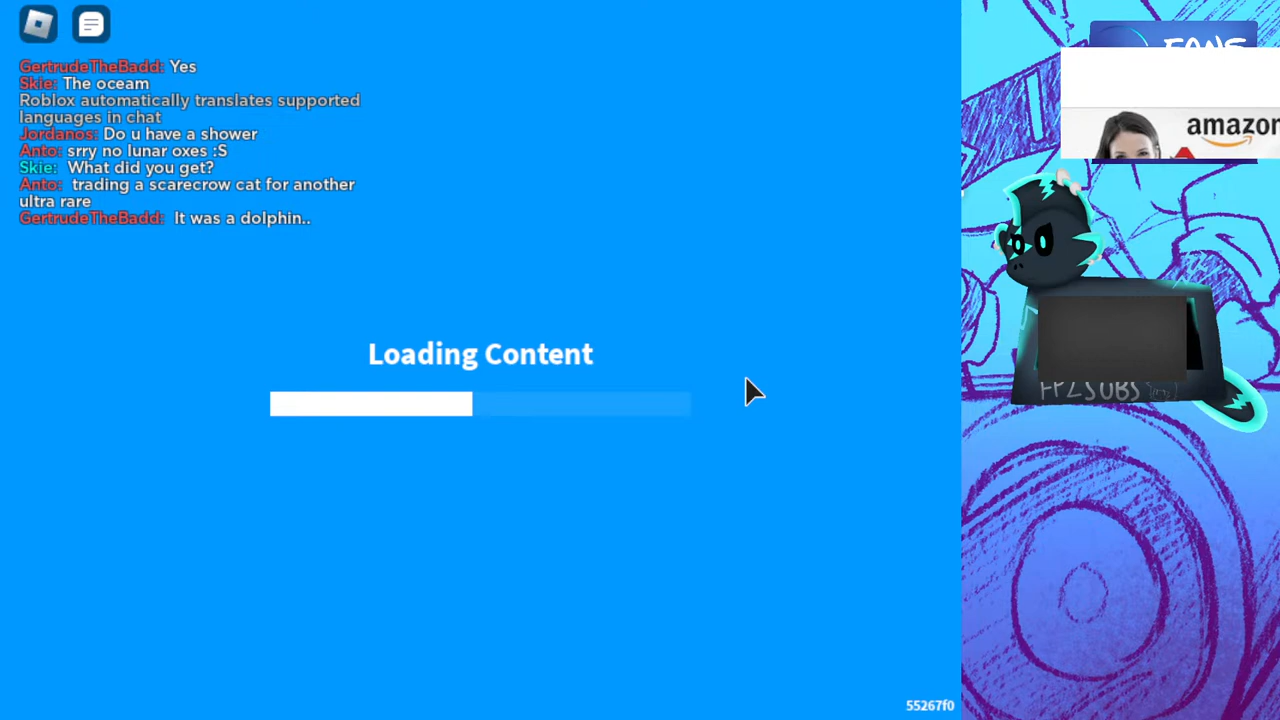 GertrudeTheBadd: Yes
Skie: The oceam
Roblox automatically translates supported
languages in chat
Jordanos: Do u have a shower
Anto: srry no lunar oxes :S
Skie: What did you get?
Anto: trading a scarecrow cat for another
ultra rare
GertrudeTheBadd: It was a dolphin..
Loading Content
55267f0
FANS
amazon